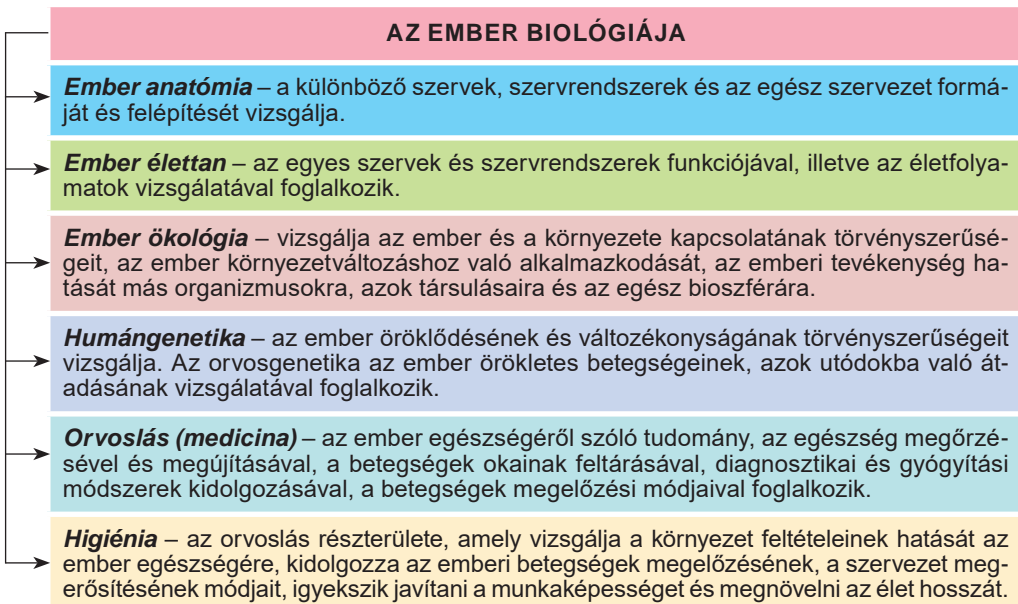 AZ EMBER BIOLÓGIÁJA
Ember anatómia – a különböző szervek, szervrendszerek és az egész szervezet formá-
ját és felépítését vizsgálja.
Ember élettan – az egyes szervek és szervrendszerek funkciójával, illetve az életfolya-
matok vizsgálatával foglalkozik.
Ember ökológia – vizsgálja az ember és a környezete kapcsolatának törvényszerűsé-
geit, az ember környezetváltozáshoz való alkalmazkodását, az emberi tevékenység ha-
tását más organizmusokra, azok társulásaira és az egész bioszférára.
Humángenetika – az ember öröklődésének és változékonyságának törvényszerűségeit
vizsgálja. Az orvosgenetika az ember örökletes betegségeinek, azok utódokba való át-
adásának vizsgálatával foglalkozik.
Orvoslás (medicina) – az ember egészségéről szóló tudomány, az egészség megőrzé-
sével és megújításával, a betegségek okainak feltárásával, diagnosztikai és gyógyítási
módszerek kidolgozásával, a betegségek megelőzési módjaival foglalkozik.
Higiénia – az orvoslás részterülete, amely vizsgálja a környezet feltételeinek hatását az
ember egészségére, kidolgozza az emberi betegségek megelőzésének, a szervezet meg-
erősítésének módjait, igyekszik javítani a munkaképességet és megnövelni az élet hosszát.